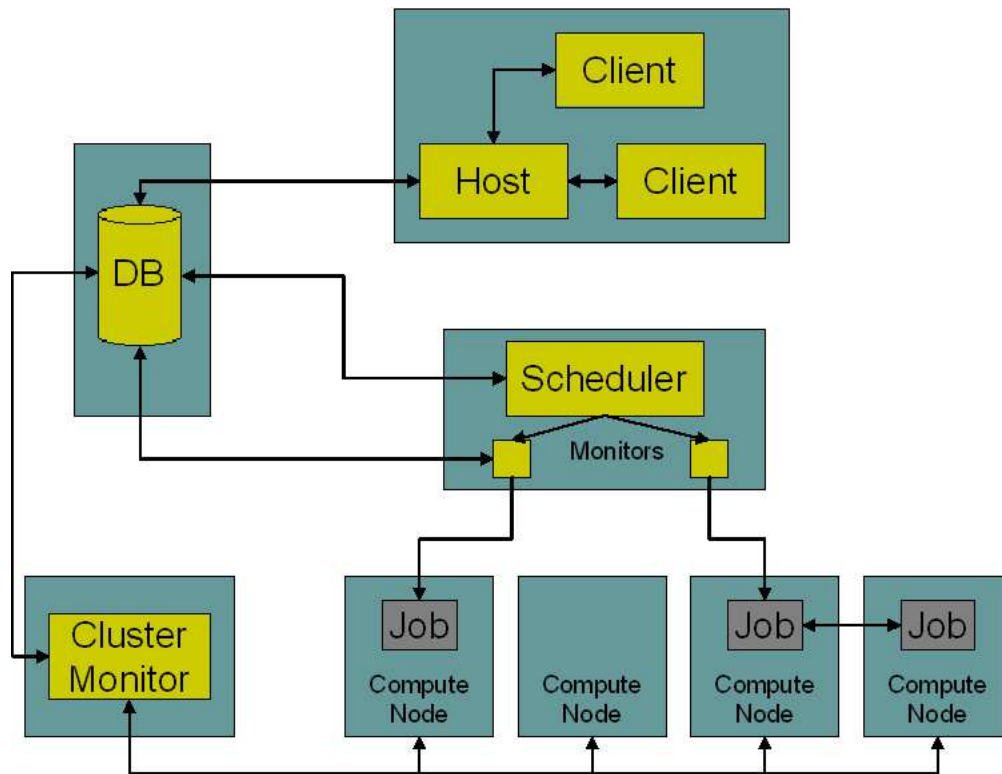 Client
Host
Client
DB
Scheduler
Monitors
Cluster
Monitor
Job
Job
Job
Compute
Node
Compute
Node
Compute
Node
Compute
Node